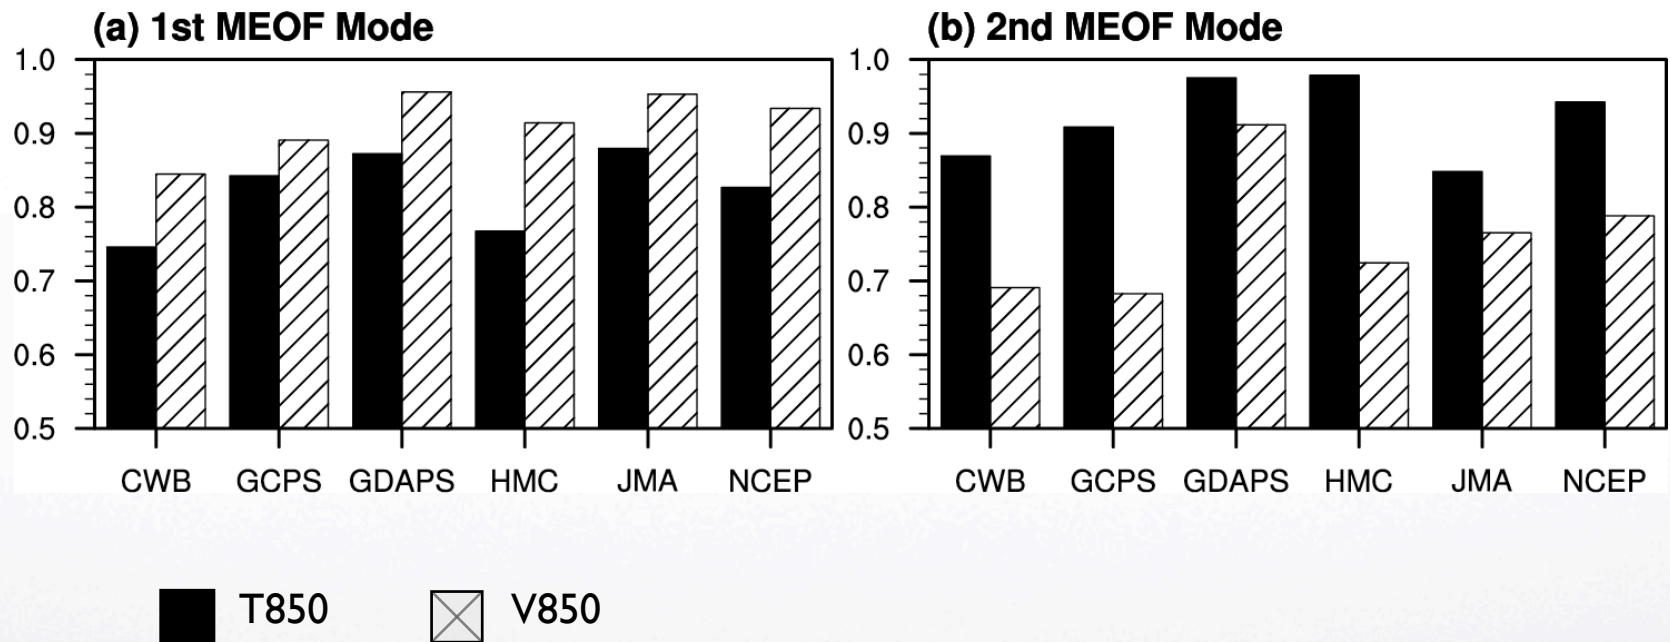 (a) 1st MEOF Mode
1.0
0.9
0.8
0.7
0.6
0.5
CWB GCPS GDAPS HMC JMA NCEP
(b) 2nd MEOF Mode
1.0
0.9
0.8
0.7
0.6
0.5
CWB GCPS GDAPS HMC JMA NCEP
T850 V850